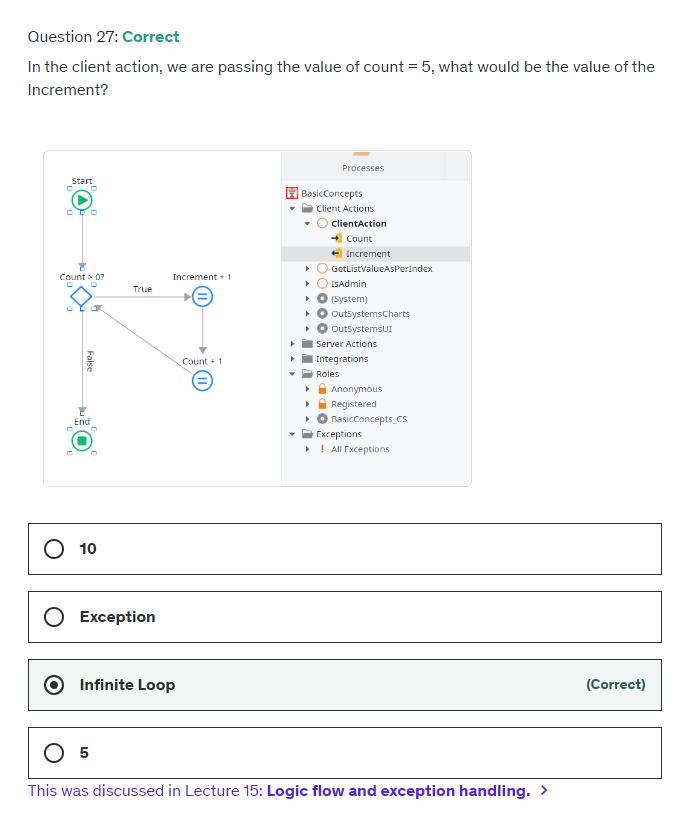 Question 27: Correct
In the client action, we are passing the value of count = 5, what would be the value of the
Increment?
Start
Count > 0?
True
Increment + 1
Count + 1
False
End
Processes
BasicConcepts
Client Actions
ClientAction
Count
Increment
GetListValueAsPerIndex
IsAdmin
(System)
OutSystemsCharts
OutSystemsUI
Server Actions
Integrations
Roles
Anonymous
Registered
BasicConcepts_CS
Exceptions
All Exceptions
10
Exception
Infinite Loop (Correct)
5
This was discussed in Lecture 15: Logic flow and exception handling. >